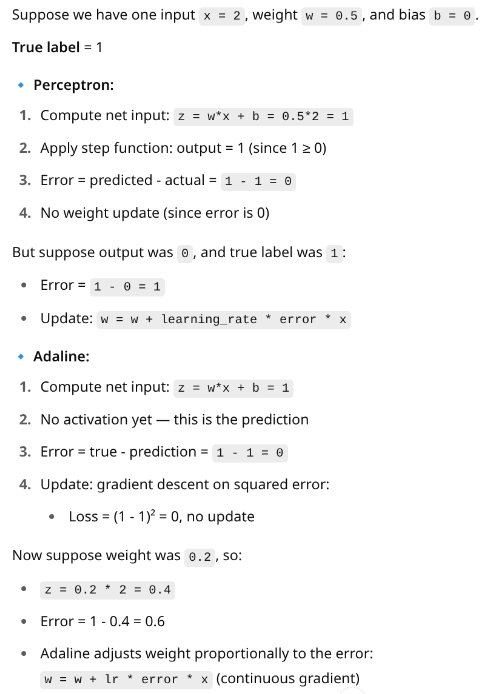 Suppose we have one input x = 2, weight w = 0.5, and bias b = 0.
True label = 1
Perceptron:
1. Compute net input: z = w*x + b = 0.5*2 = 1
2. Apply step function: output = 1 (since 1 ≥ 0)
3. Error = predicted - actual = 1 - 1 = 0
4. No weight update (since error is 0)
But suppose output was 0, and true label was 1:
• Error = 1 - 0 = 1
• Update: w = w + learning_rate * error * x
Adaline:
1. Compute net input: z = w*x + b = 1
2. No activation yet — this is the prediction
3. Error = true - prediction = 1 - 1 = 0
4. Update: gradient descent on squared error:
• Loss = (1 - 1)² = 0, no update
Now suppose weight was 0.2, so:
• z = 0.2 * 2 = 0.4
• Error = 1 - 0.4 = 0.6
• Adaline adjusts weight proportionally to the error:
w = w + lr * error * x (continuous gradient)